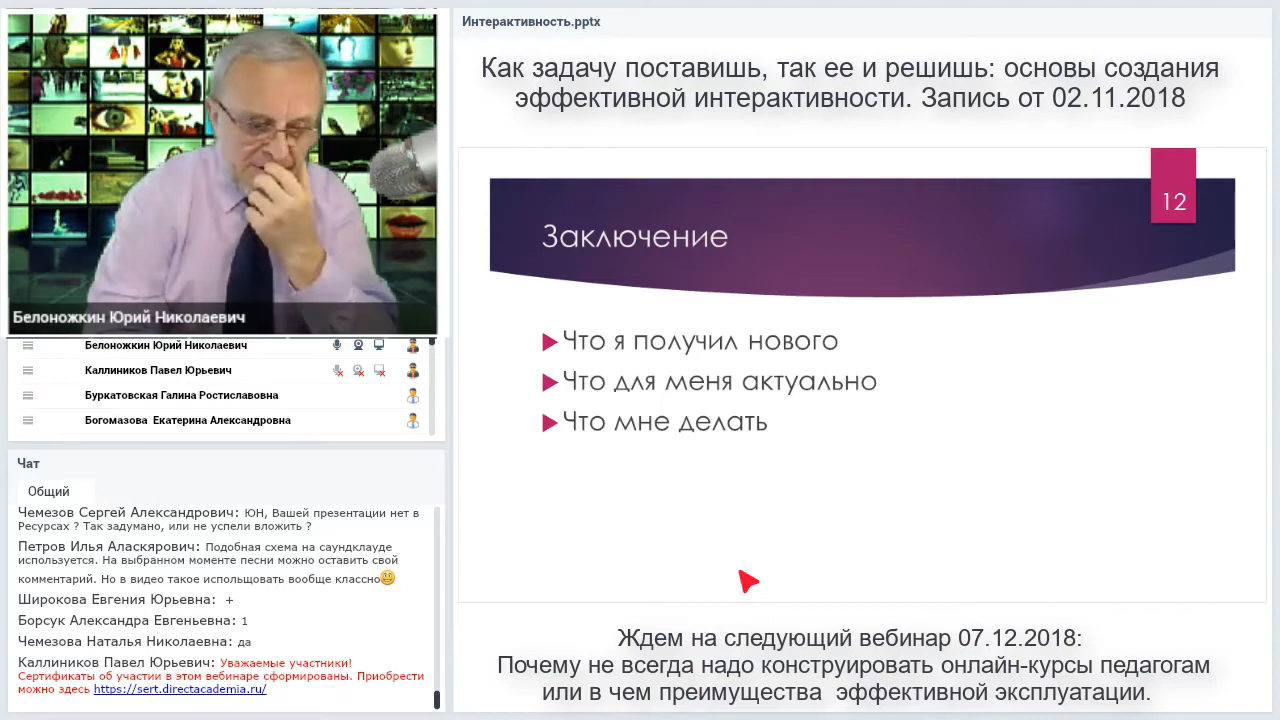 Интерактивность.pptx
Как задачу поставишь, так ее и решишь: основы создания
эффективной интерактивности. Запись от 02.11.2018
12
Заключение
Что я получил нового
Что для меня актуально
Что мне делать
Ждем на следующий вебинар 07.12.2018:
Почему не всегда надо конструировать онлайн-курсы педагогам
или в чем преимущества эффективной эксплуатации.
Белоножкин Юрий Николаевич
Белоножкин Юрий Николаевич
Каллиников Павел Юрьевич
Буркатовская Галина Ростиславовна
Богомазова Екатерина Александровна
Чат
Общий
Чемезов Сергей Александрович: ЮН, Вашей презентации нет в
Ресурсах ? Так задумано, или не успели вложить ?
Петров Илья Аласкярович: Подобная схема на саундклауде
используется. На выбранном моменте песни можно оставить свой
комментарий. Но в видео такое испольщовать вообще классно
Широкова Евгения Юрьевна: +
Борсук Александра Евгеньевна: 1
Чемезова Наталья Николаевна: да
Каллиников Павел Юрьевич: Уважаемые участники!
Сертификаты об участии в этом вебинаре сформированы. Приобрести
можно здесь https://sert.directacademia.ru/